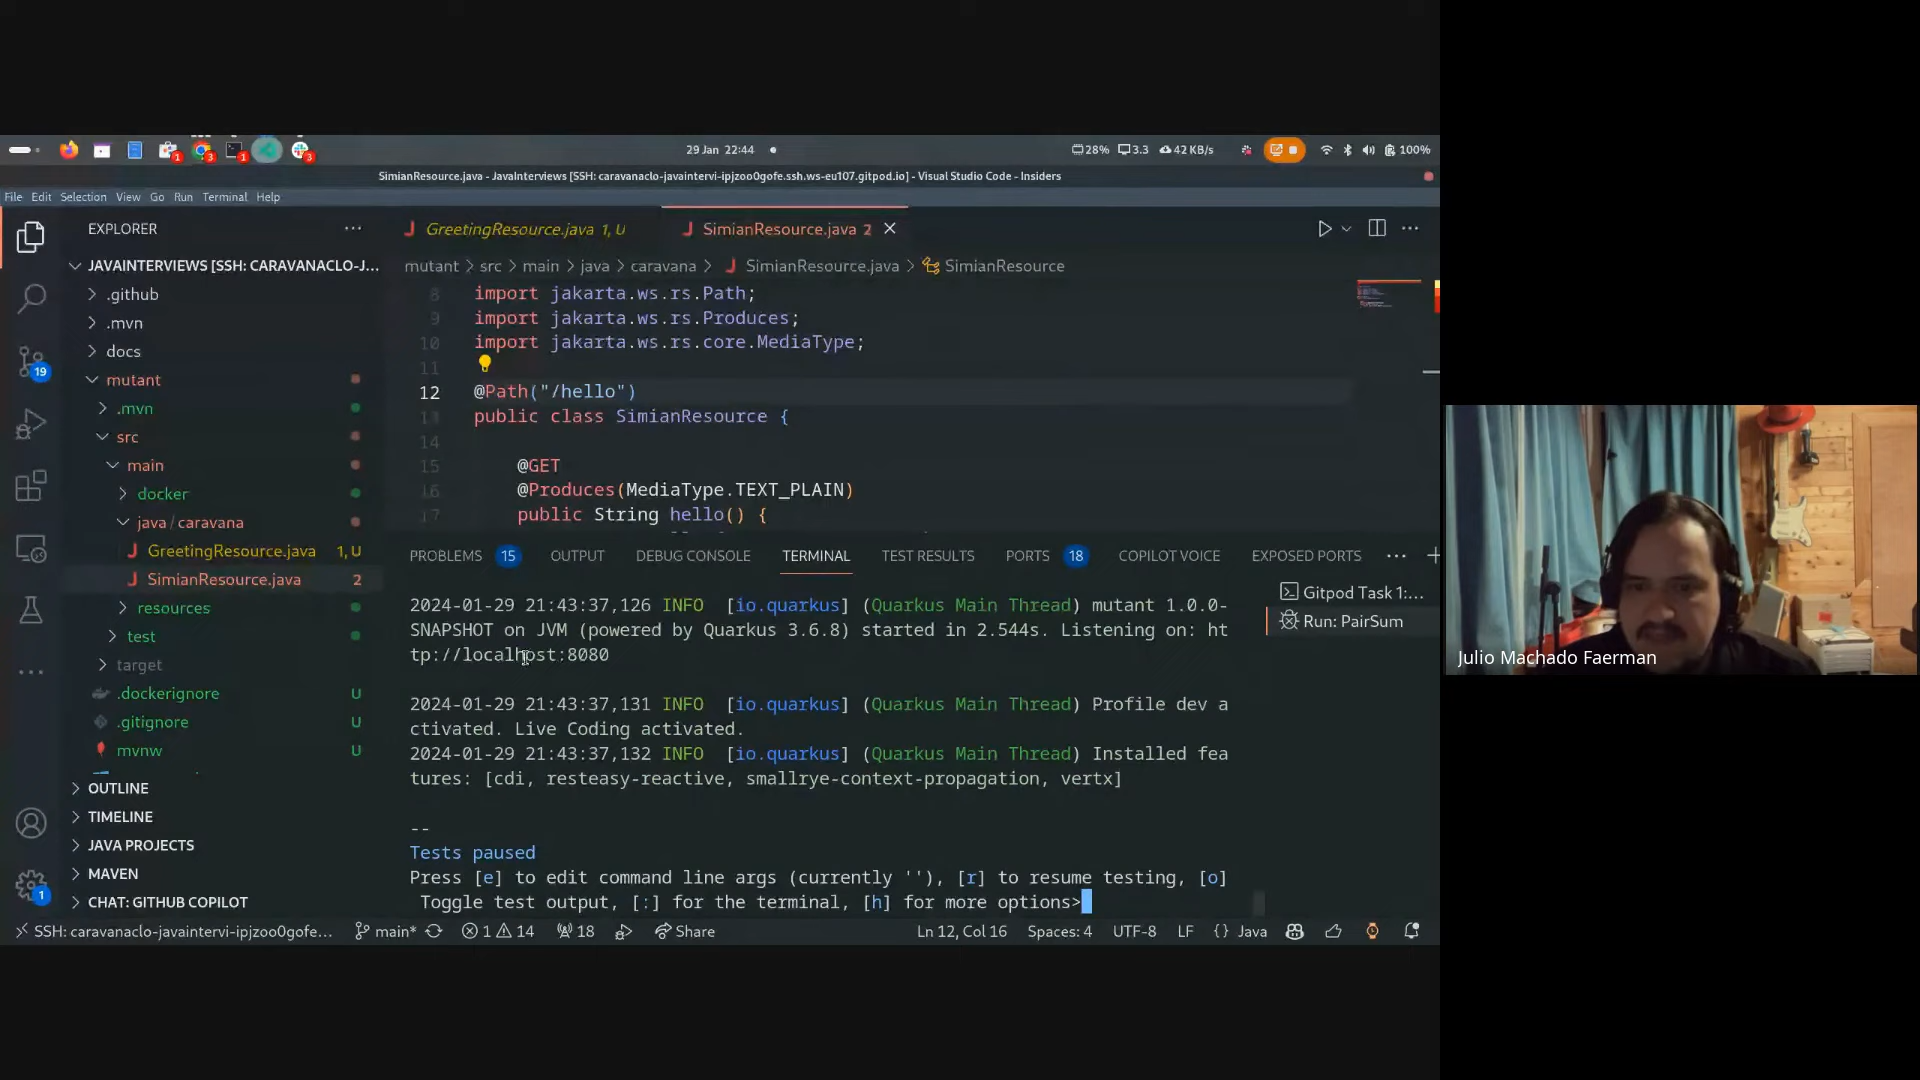 29 Jan 22:44
28% 3.3 42 KB/s 100%
SimianResource.java - JavaInterviews [SSH: caravanaclo-javaintervi-ipjzoo0gofe.ssh.ws-eu107.gitpod.io] - Visual Studio Code - Insiders
File Edit Selection View Go Run Terminal Help
EXPLORER
JAVAINTERVIEWS [SSH: CARAVANACLO-J...
.github
.mvn
docs
mutant
.mvn
src
main
docker
java / caravana
GreetingResource.java 1, U
SimianResource.java 2
resources
test
target
.dockerignore U
.gitignore U
mvnw U
OUTLINE
TIMELINE
JAVA PROJECTS
MAVEN
CHAT: GITHUB COPILOT
19
1
GreetingResource.java 1, U SimianResource.java 2
mutant > src > main > java > caravana > SimianResource.java > SimianResource
8 import jakarta.ws.rs.Path;
9 import jakarta.ws.rs.Produces;
10 import jakarta.ws.rs.core.MediaType;
11
12 @Path("/hello")
13 public class SimianResource {
14
15 @GET
16 @Produces(MediaType.TEXT_PLAIN)
17 public String hello() {
PROBLEMS 15 OUTPUT DEBUG CONSOLE TERMINAL TEST RESULTS PORTS 18 COPILOT VOICE EXPOSED PORTS
2024-01-29 21:43:37,126 INFO [io.quarkus] (Quarkus Main Thread) mutant 1.0.0-
SNAPSHOT on JVM (powered by Quarkus 3.6.8) started in 2.544s. Listening on: ht
tp://localhost:8080
2024-01-29 21:43:37,131 INFO [io.quarkus] (Quarkus Main Thread) Profile dev a
ctivated. Live Coding activated.
2024-01-29 21:43:37,132 INFO [io.quarkus] (Quarkus Main Thread) Installed fea
tures: [cdi, resteasy-reactive, smallrye-context-propagation, vertx]
--
Tests paused
Press [e] to edit command line args (currently ''), [r] to resume testing, [o]
Toggle test output, [:] for the terminal, [h] for more options>
Gitpod Task 1:...
Run: PairSum
SSH: caravanaclo-javaintervi-ipjzoo0gofe... main* 1 14 18 Share Ln 12, Col 16 Spaces: 4 UTF-8 LF {} Java
Julio Machado Faerman